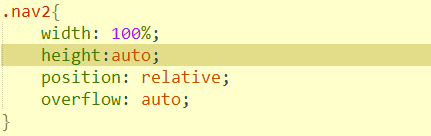 .nav2{
    width: 100%;
    height:auto;
    position: relative;
    overflow: auto;
}